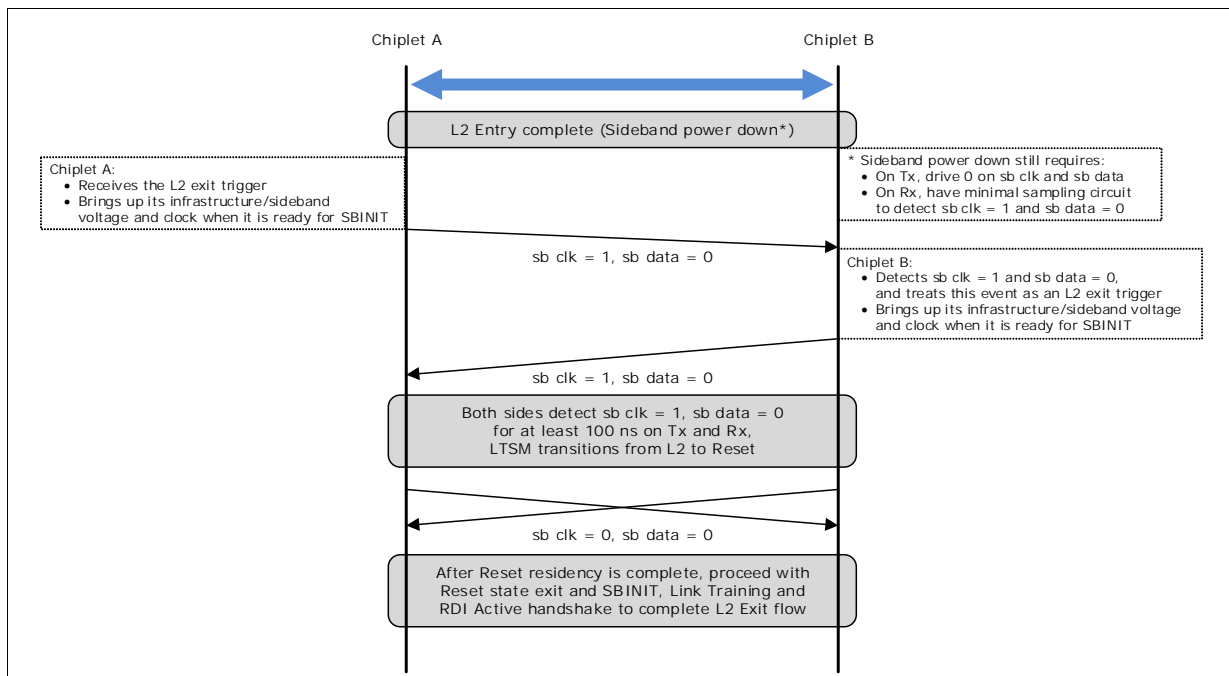 Chiplet A
Chiplet B
L2 Entry complete (Sideband power down*)
Chiplet A:
• Receives the L2 exit trigger
• Brings up its infrastructure/sideband
voltage and clock when it is ready for SBINIT
* Sideband power down still requires:
• On Tx, drive 0 on sb clk and sb data
• On Rx, have minimal sampling circuit
to detect sb clk = 1 and sb data = 0
sb clk = 1, sb data = 0
Chiplet B:
• Detects sb clk = 1 and sb data = 0,
and treats this event as an L2 exit trigger
• Brings up its infrastructure/sideband voltage
and clock when it is ready for SBINIT
sb clk = 1, sb data = 0
Both sides detect sb clk = 1, sb data = 0
for at least 100 ns on Tx and Rx,
LTSM transitions from L2 to Reset
sb clk = 0, sb data = 0
After Reset residency is complete, proceed with
Reset state exit and SBINIT, Link Training and
RDI Active handshake to complete L2 Exit flow